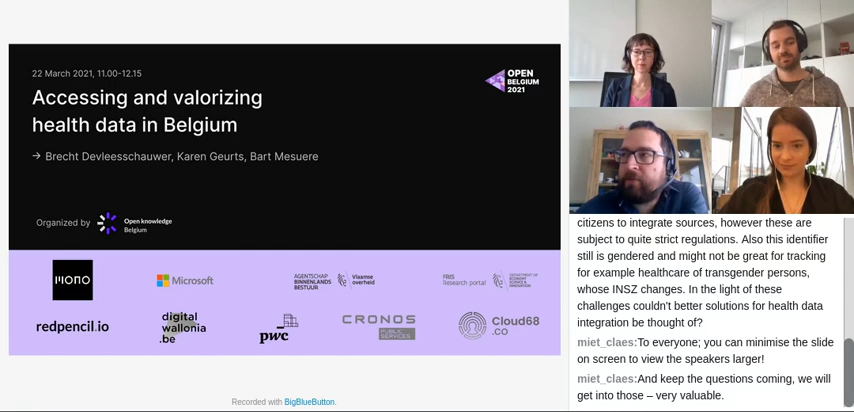 22 March 2021, 11.00-12.15
Accessing and valorizing
health data in Belgium
→ Brecht Devleesschauwer, Karen Geurts, Bart Mesuere
OPEN
BELGIUM
2021
Organized by
Open knowledge
Belgium
MONO
Microsoft
AGENTSCHAP
BINNENLANDS
BESTUUR
Vlaamse
overheid
FRIS
research portal
DEPARTMENT OF
ECONOMY
SCIENCE &
INNOVATION
redpencil.io
digital
wallonia
.be
pwc
CRONOS
PUBLIC
SERVICES
Cloud68
.CO
Recorded with BigBlueButton.
citizens to integrate sources, however these are
subject to quite strict regulations. Also this identifier
still is gendered and might not be great for tracking
for example healthcare of transgender persons,
whose INSZ changes. In the light of these
challenges couldn't better solutions for health data
integration be thought of?
miet_claes:To everyone; you can minimise the slide
on screen to view the speakers larger!
miet_claes:And keep the questions coming, we will
get into those – very valuable.